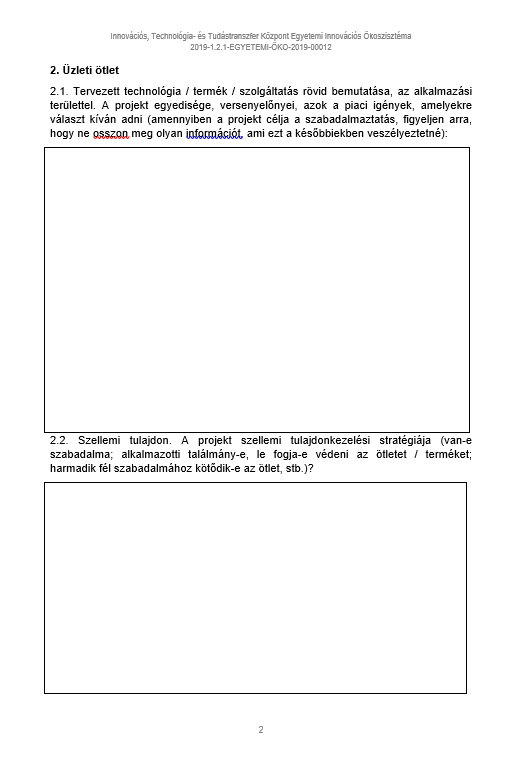 Innovációs, Technológia- és Tudástranszfer Központ Egyetemi Innovációs Ökoszisztéma
2019-1.2.1-EGYETEMI-ÖKO-2019-00012
2. Üzleti ötlet
2.1. Tervezett technológia / termék / szolgáltatás rövid bemutatása, az alkalmazási
területtel. A projekt egyedisége, versenyelőnyei, azok a piaci igények, amelyekre
választ kíván adni (amennyiben a projekt célja a szabadalmaztatás, figyeljen arra,
hogy ne osszon meg olyan információt, ami ezt a későbbiekben veszélyeztetné):
2.2. Szellemi tulajdon. A projekt szellemi tulajdonkezelési stratégiája (van-e
szabadalma; alkalmazotti találmány-e, le fogja-e védeni az ötletet / terméket;
harmadik fél szabadalmához kötődik-e az ötlet, stb.)?
2